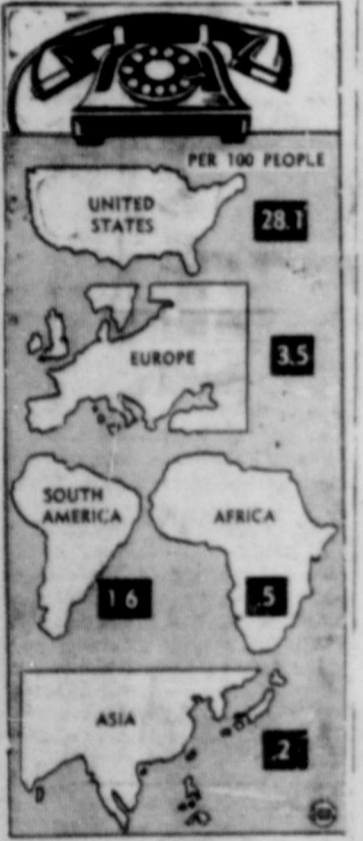 PER 100 PEOPLE
UNITED
STATES
28.1
EUROPE
3.5
SOUTH
AMERICA
1 6
AFRICA
.5
ASIA
.2